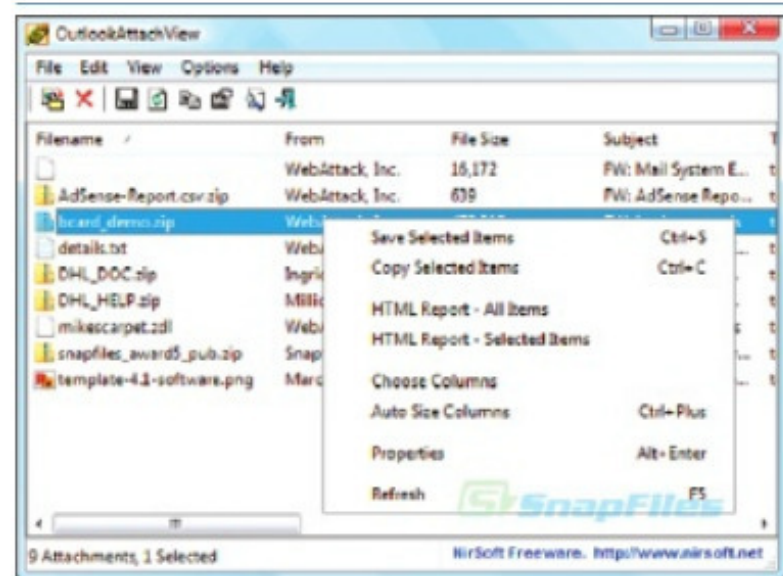 OutlookAttachView
File Edit View Options Help
Filename / From File Size Subject T
WebAttack, Inc. 16,172 FW: Mail System E... t
AdSense-Report.csv.zip WebAttack, Inc. 639 FW: AdSense Repo... t
bcard_demo.zip
details.txt
DHL_DOC.zip
DHL_HELP.zip
mikescarpet.zdl
snapfiles_award5_pub.zip Snap
template-4.1-software.png Marc
Save Selected Items Ctrl+S
Copy Selected Items Ctrl+C
HTML Report - All Items
HTML Report - Selected Items
Choose Columns
Auto Size Columns Ctrl+Plus
Properties Alt+Enter
Refresh F5
SnapFiles
9 Attachments, 1 Selected NirSoft Freeware. http://www.nirsoft.net